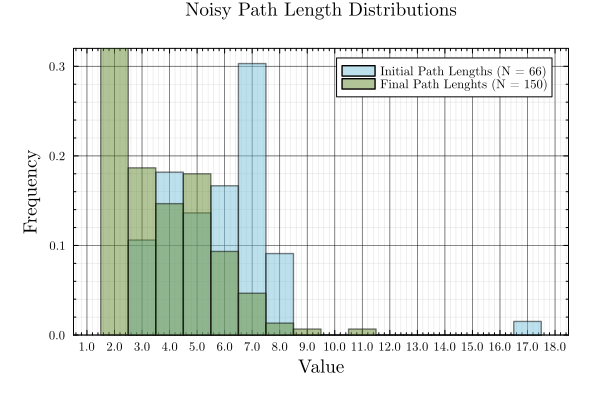 Noisy Path Length Distributions
Initial Path Lengths (N = 66)
Final Path Lenghts (N = 150)
Frequency
0.3
0.2
0.1
0.0
1.0 2.0 3.0 4.0 5.0 6.0 7.0 8.0 9.0 10.0 11.0 12.0 13.0 14.0 15.0 16.0 17.0 18.0
Value